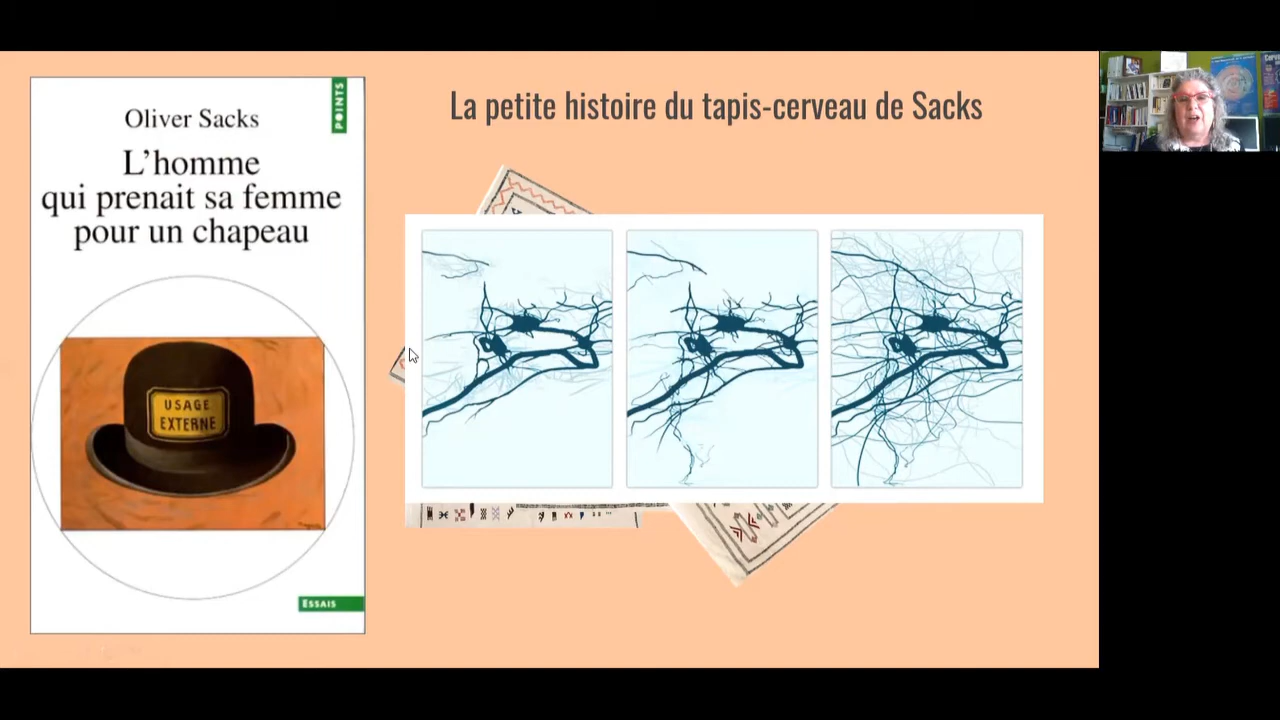 Oliver Sacks
POINTS
L'homme
qui prenait sa femme
pour un chapeau
USAGE
EXTERNE
ESSAIS
La petite histoire du tapis-cerveau de Sacks